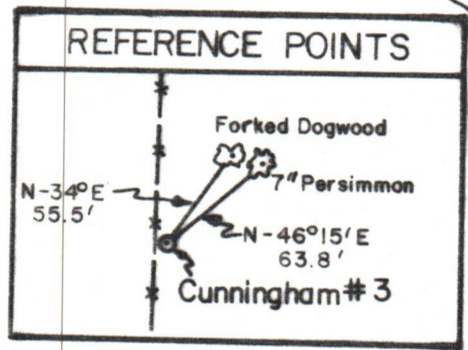 REFERENCE POINTS
Forked Dogwood
7" Persimmon
N-34°E
55.5'
N-46°15'E
63.8'
Cunningham #3